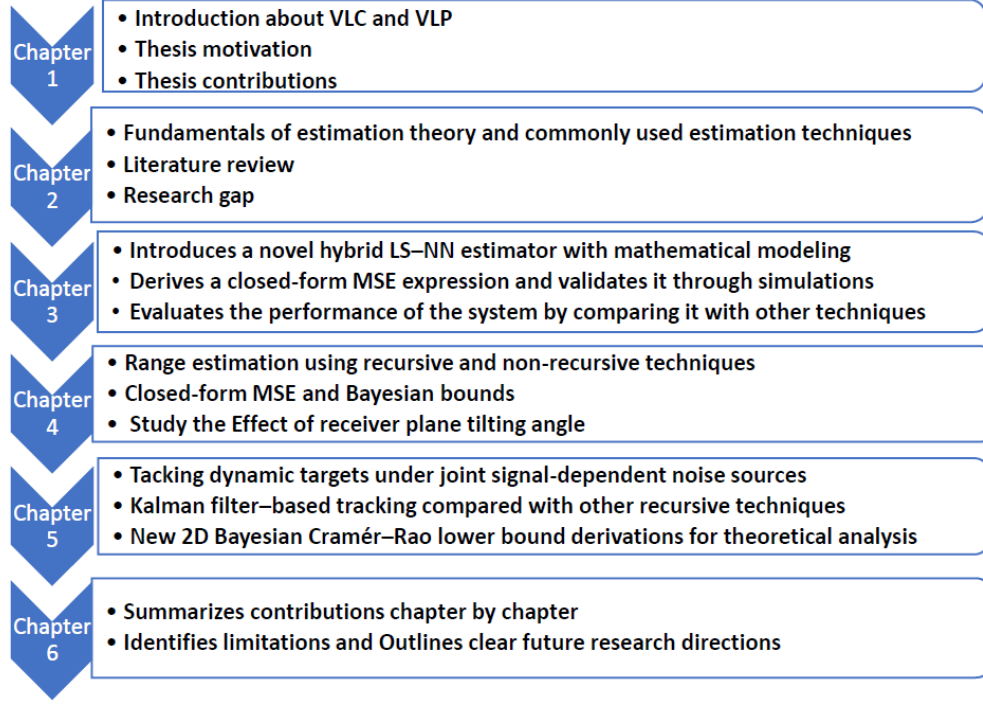 Chapter 1
• Introduction about VLC and VLP
• Thesis motivation
• Thesis contributions
Chapter 2
• Fundamentals of estimation theory and commonly used estimation techniques
• Literature review
• Research gap
Chapter 3
• Introduces a novel hybrid LS–NN estimator with mathematical modeling
• Derives a closed-form MSE expression and validates it through simulations
• Evaluates the performance of the system by comparing it with other techniques
Chapter 4
• Range estimation using recursive and non-recursive techniques
• Closed-form MSE and Bayesian bounds
• Study the Effect of receiver plane tilting angle
Chapter 5
• Tacking dynamic targets under joint signal-dependent noise sources
• Kalman filter–based tracking compared with other recursive techniques
• New 2D Bayesian Cramér–Rao lower bound derivations for theoretical analysis
Chapter 6
• Summarizes contributions chapter by chapter
• Identifies limitations and Outlines clear future research directions